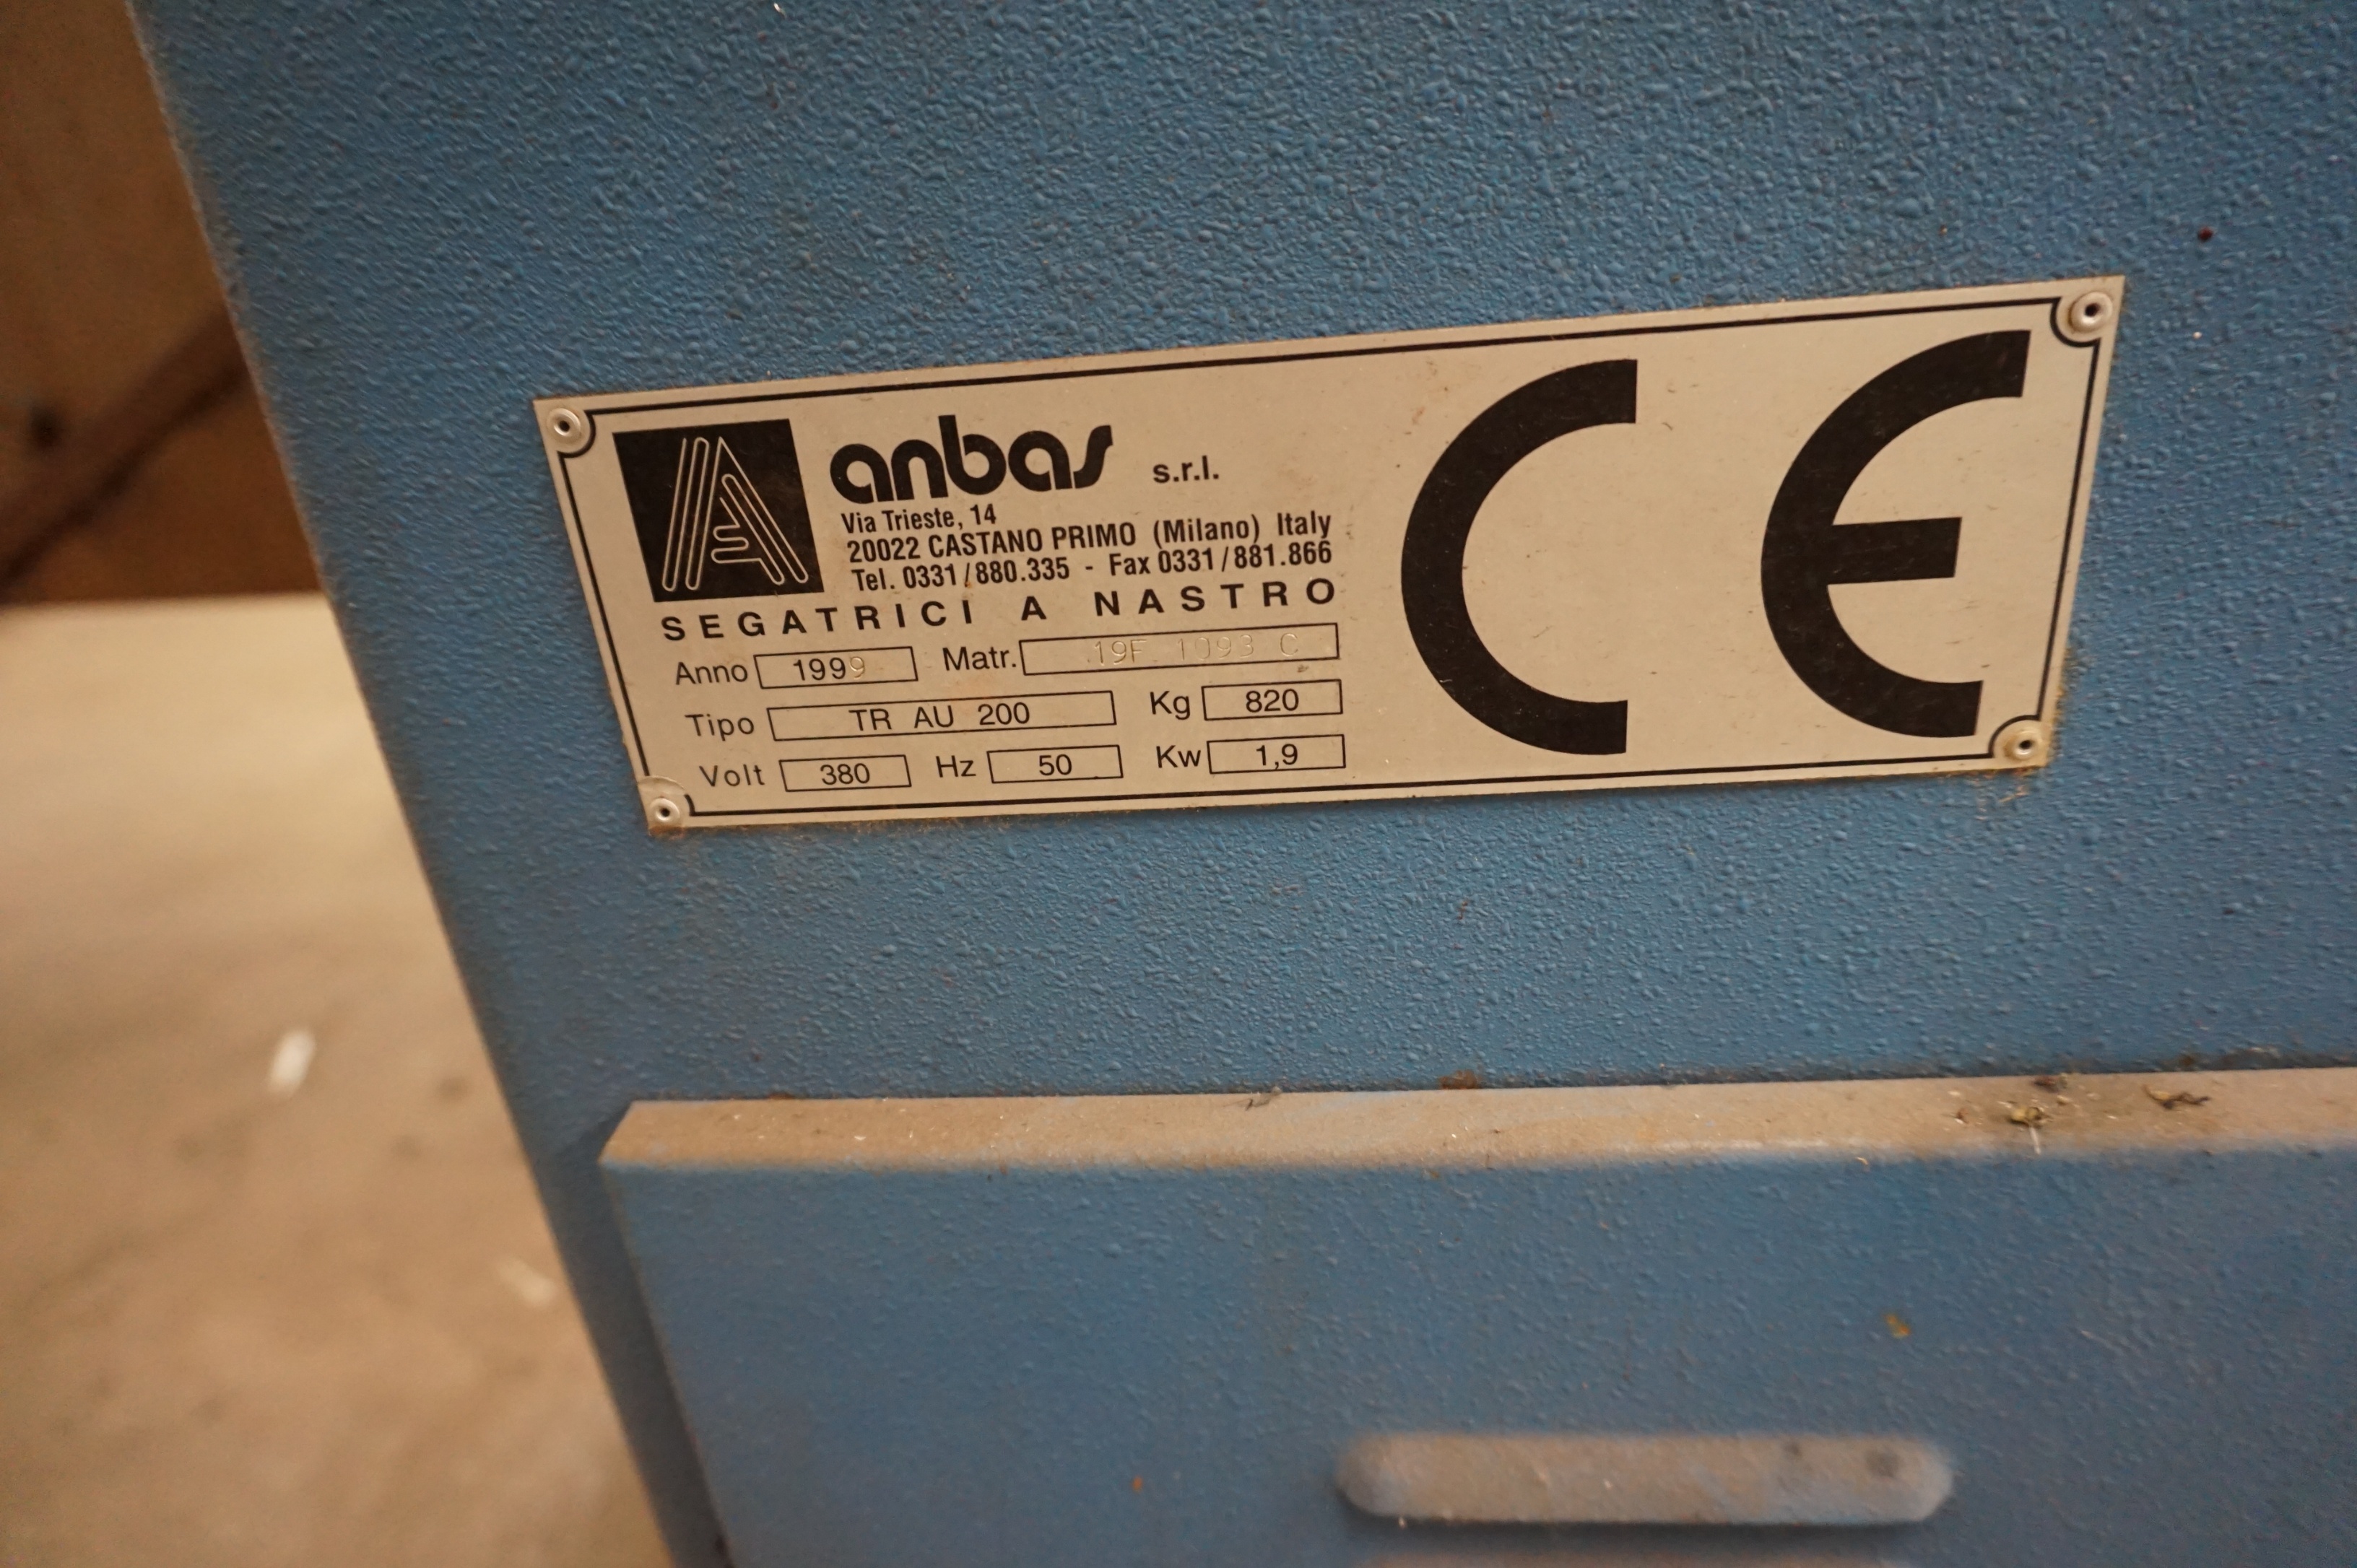 anbas s.r.l.
Via Trieste, 14
20022 CASTANO PRIMO (Milano) Italy
Tel. 0331/880.335 - Fax 0331/881.866
SEGATRICI A NASTRO
Anno 1999 Matr. 19F 1093 C
Tipo TR AU 200 Kg 820
Volt 380 Hz 50 Kw 1,9
CE